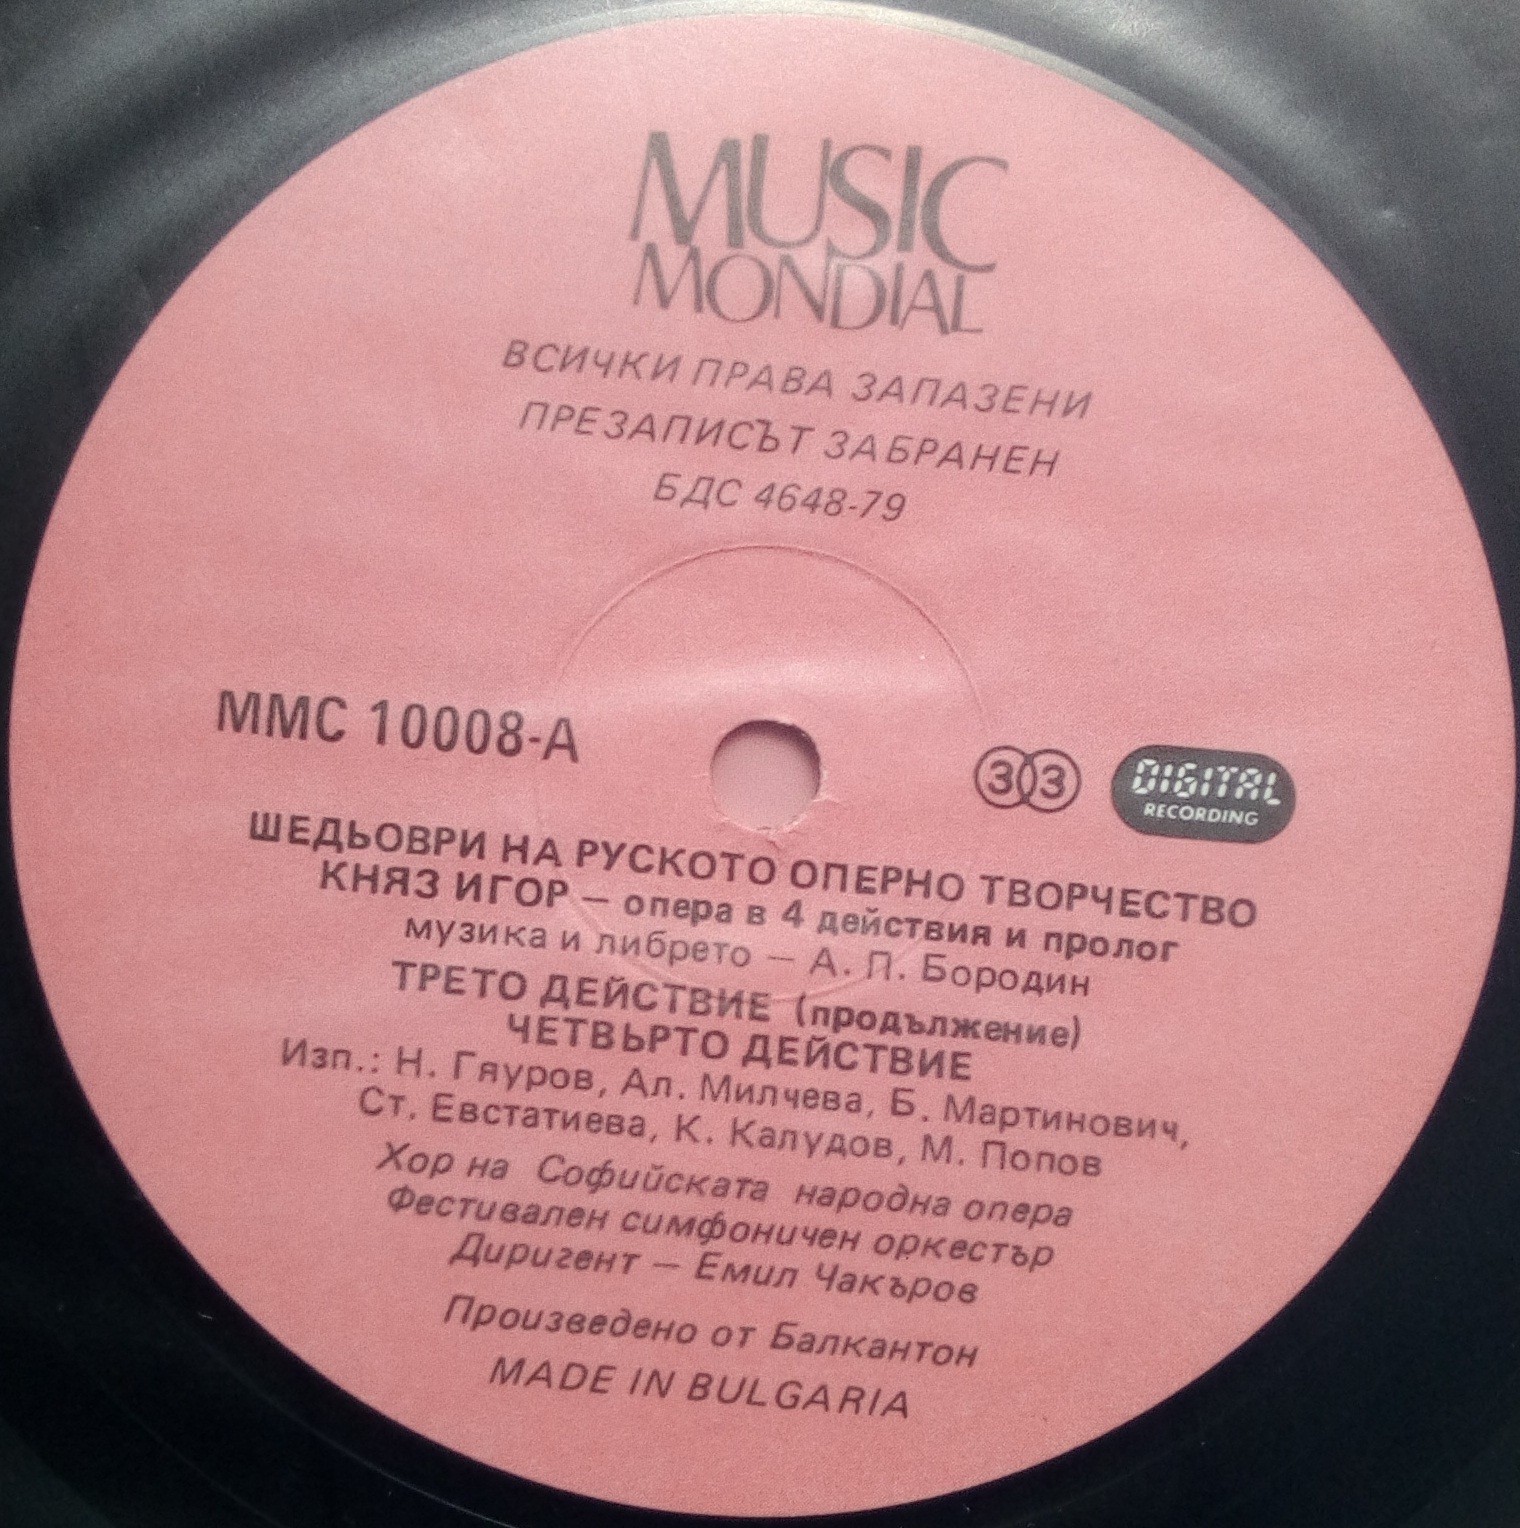 MUSIC
MONDIAL
ВСИЧКИ ПРАВА ЗАПАЗЕНИ
ПРЕЗАПИСЪТ ЗАБРАНЕН
БДС 4648-79
ММС 10008-А
33
DIGITAL
RECORDING
ШЕДЬОВРИ НА РУСКОТО ОПЕРНО ТВОРЧЕСТВО
КНЯЗ ИГОР — опера в 4 действия и пролог
музика и либрето — А. П. Бородин
ТРЕТО ДЕЙСТВИЕ (продължение)
ЧЕТВЪРТО ДЕЙСТВИЕ
Изп.: Н. Гяуров, Ал. Милчева, Б. Мартинович,
Ст. Евстатиева, К. Калудов, М. Попов
Хор на Софийската народна опера
Фестивален симфоничен оркестър
Диригент — Емил Чакъров
Произведено от Балкантон
MADE IN BULGARIA